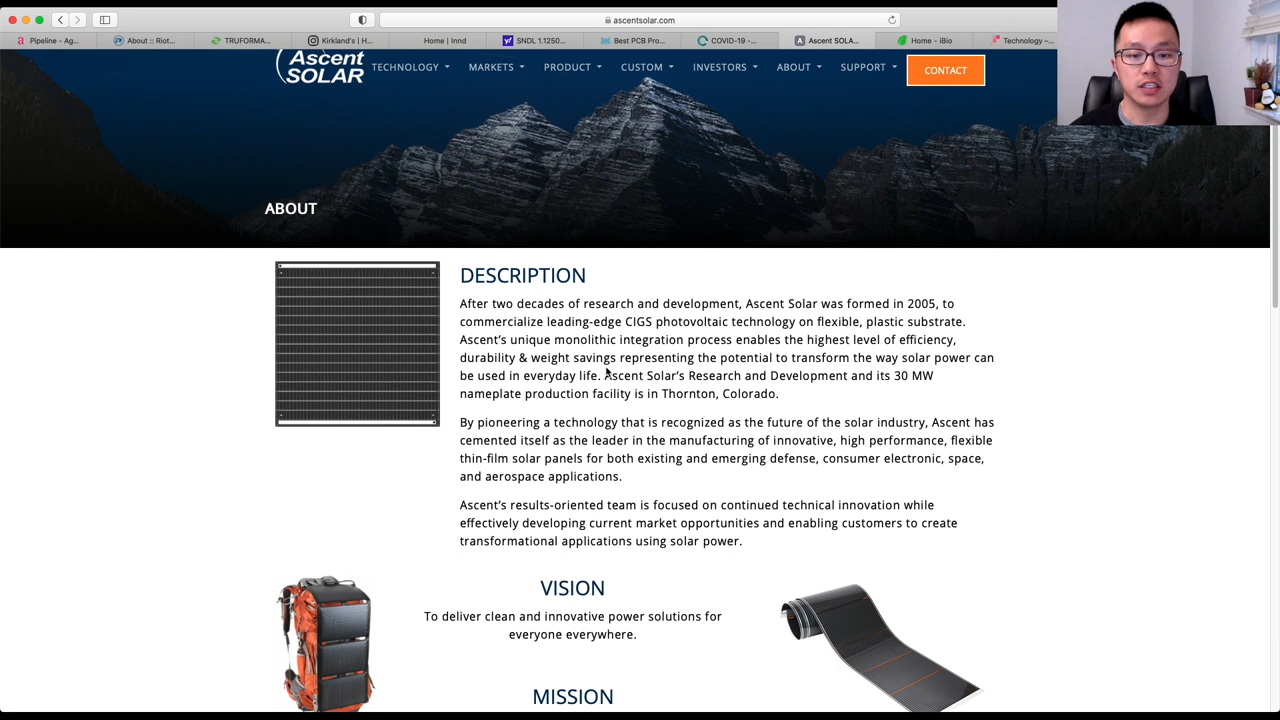 ascentsolar.com
Pipeline - Ag...
About :: Riot...
TRUFORMA...
Kirkland's | H...
Home | Innd
SNDL 1.1250...
Best PCB Pro...
COVID-19 -...
Ascent SOLA...
Home - iBio
Technology –...
Ascent
SOLAR
TECHNOLOGY
MARKETS
PRODUCT
CUSTOM
INVESTORS
ABOUT
SUPPORT
CONTACT
ABOUT
DESCRIPTION
After two decades of research and development, Ascent Solar was formed in 2005, to
commercialize leading-edge CIGS photovoltaic technology on flexible, plastic substrate.
Ascent’s unique monolithic integration process enables the highest level of efficiency,
durability & weight savings representing the potential to transform the way solar power can
be used in everyday life. Ascent Solar’s Research and Development and its 30 MW
nameplate production facility is in Thornton, Colorado.
By pioneering a technology that is recognized as the future of the solar industry, Ascent has
cemented itself as the leader in the manufacturing of innovative, high performance, flexible
thin-film solar panels for both existing and emerging defense, consumer electronic, space,
and aerospace applications.
Ascent’s results-oriented team is focused on continued technical innovation while
effectively developing current market opportunities and enabling customers to create
transformational applications using solar power.
VISION
To deliver clean and innovative power solutions for
everyone everywhere.
MISSION